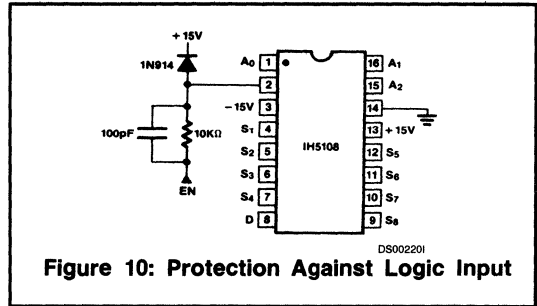 + 15V
1N914
100pF
10KΩ
EN
A₀ 1
2
− 15V 3
S₁ 4
S₂ 5
S₃ 6
S₄ 7
D 8
IH5108
16 A₁
15 A₂
14
13 + 15V
12 S₅
11 S₆
10 S₇
9 S₈
DS00220I
Figure 10: Protection Against Logic Input